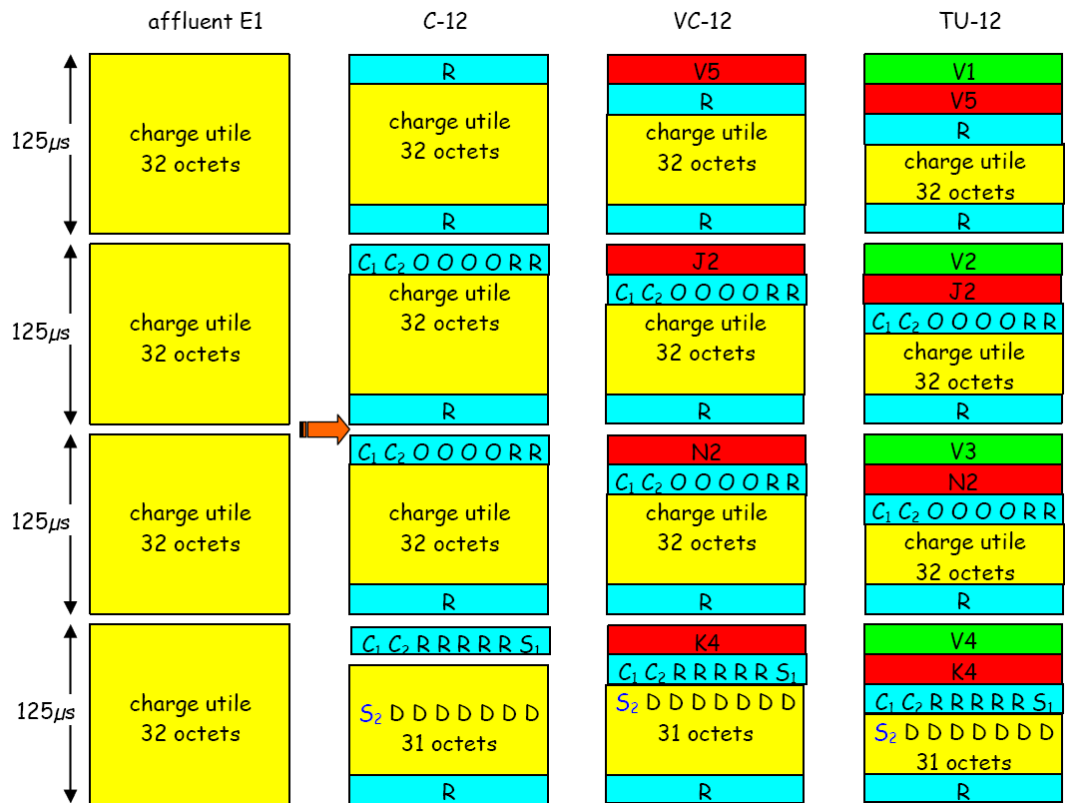 affluent E1
C-12
VC-12
TU-12
125µs
charge utile
32 octets
R
charge utile
32 octets
R
V5
R
charge utile
32 octets
R
V1
V5
R
charge utile
32 octets
R
125µs
charge utile
32 octets
C₁ C₂ O O O O R R
charge utile
32 octets
R
J2
C₁ C₂ O O O O R R
charge utile
32 octets
R
V2
J2
C₁ C₂ O O O O R R
charge utile
32 octets
R
125µs
charge utile
32 octets
C₁ C₂ O O O O R R
charge utile
32 octets
R
N2
C₁ C₂ O O O O R R
charge utile
32 octets
R
V3
N2
C₁ C₂ O O O O R R
charge utile
32 octets
R
125µs
charge utile
32 octets
C₁ C₂ R R R R R S₁
S₂ D D D D D D D
31 octets
R
K4
C₁ C₂ R R R R R S₁
S₂ D D D D D D D
31 octets
R
V4
K4
C₁ C₂ R R R R R S₁
S₂ D D D D D D D
31 octets
R